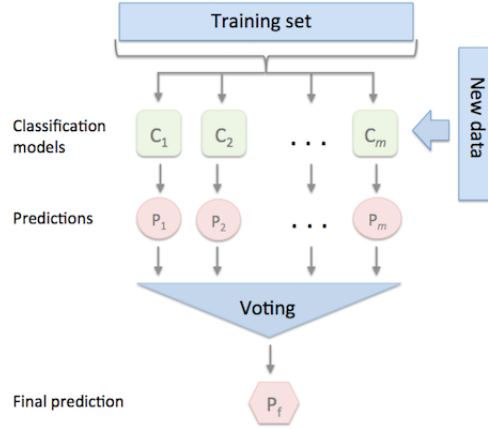 Training set
New data
Classification
models
C1 C2 ... Cm
Predictions
P1 P2 ... Pm
Voting
Final prediction
Pf